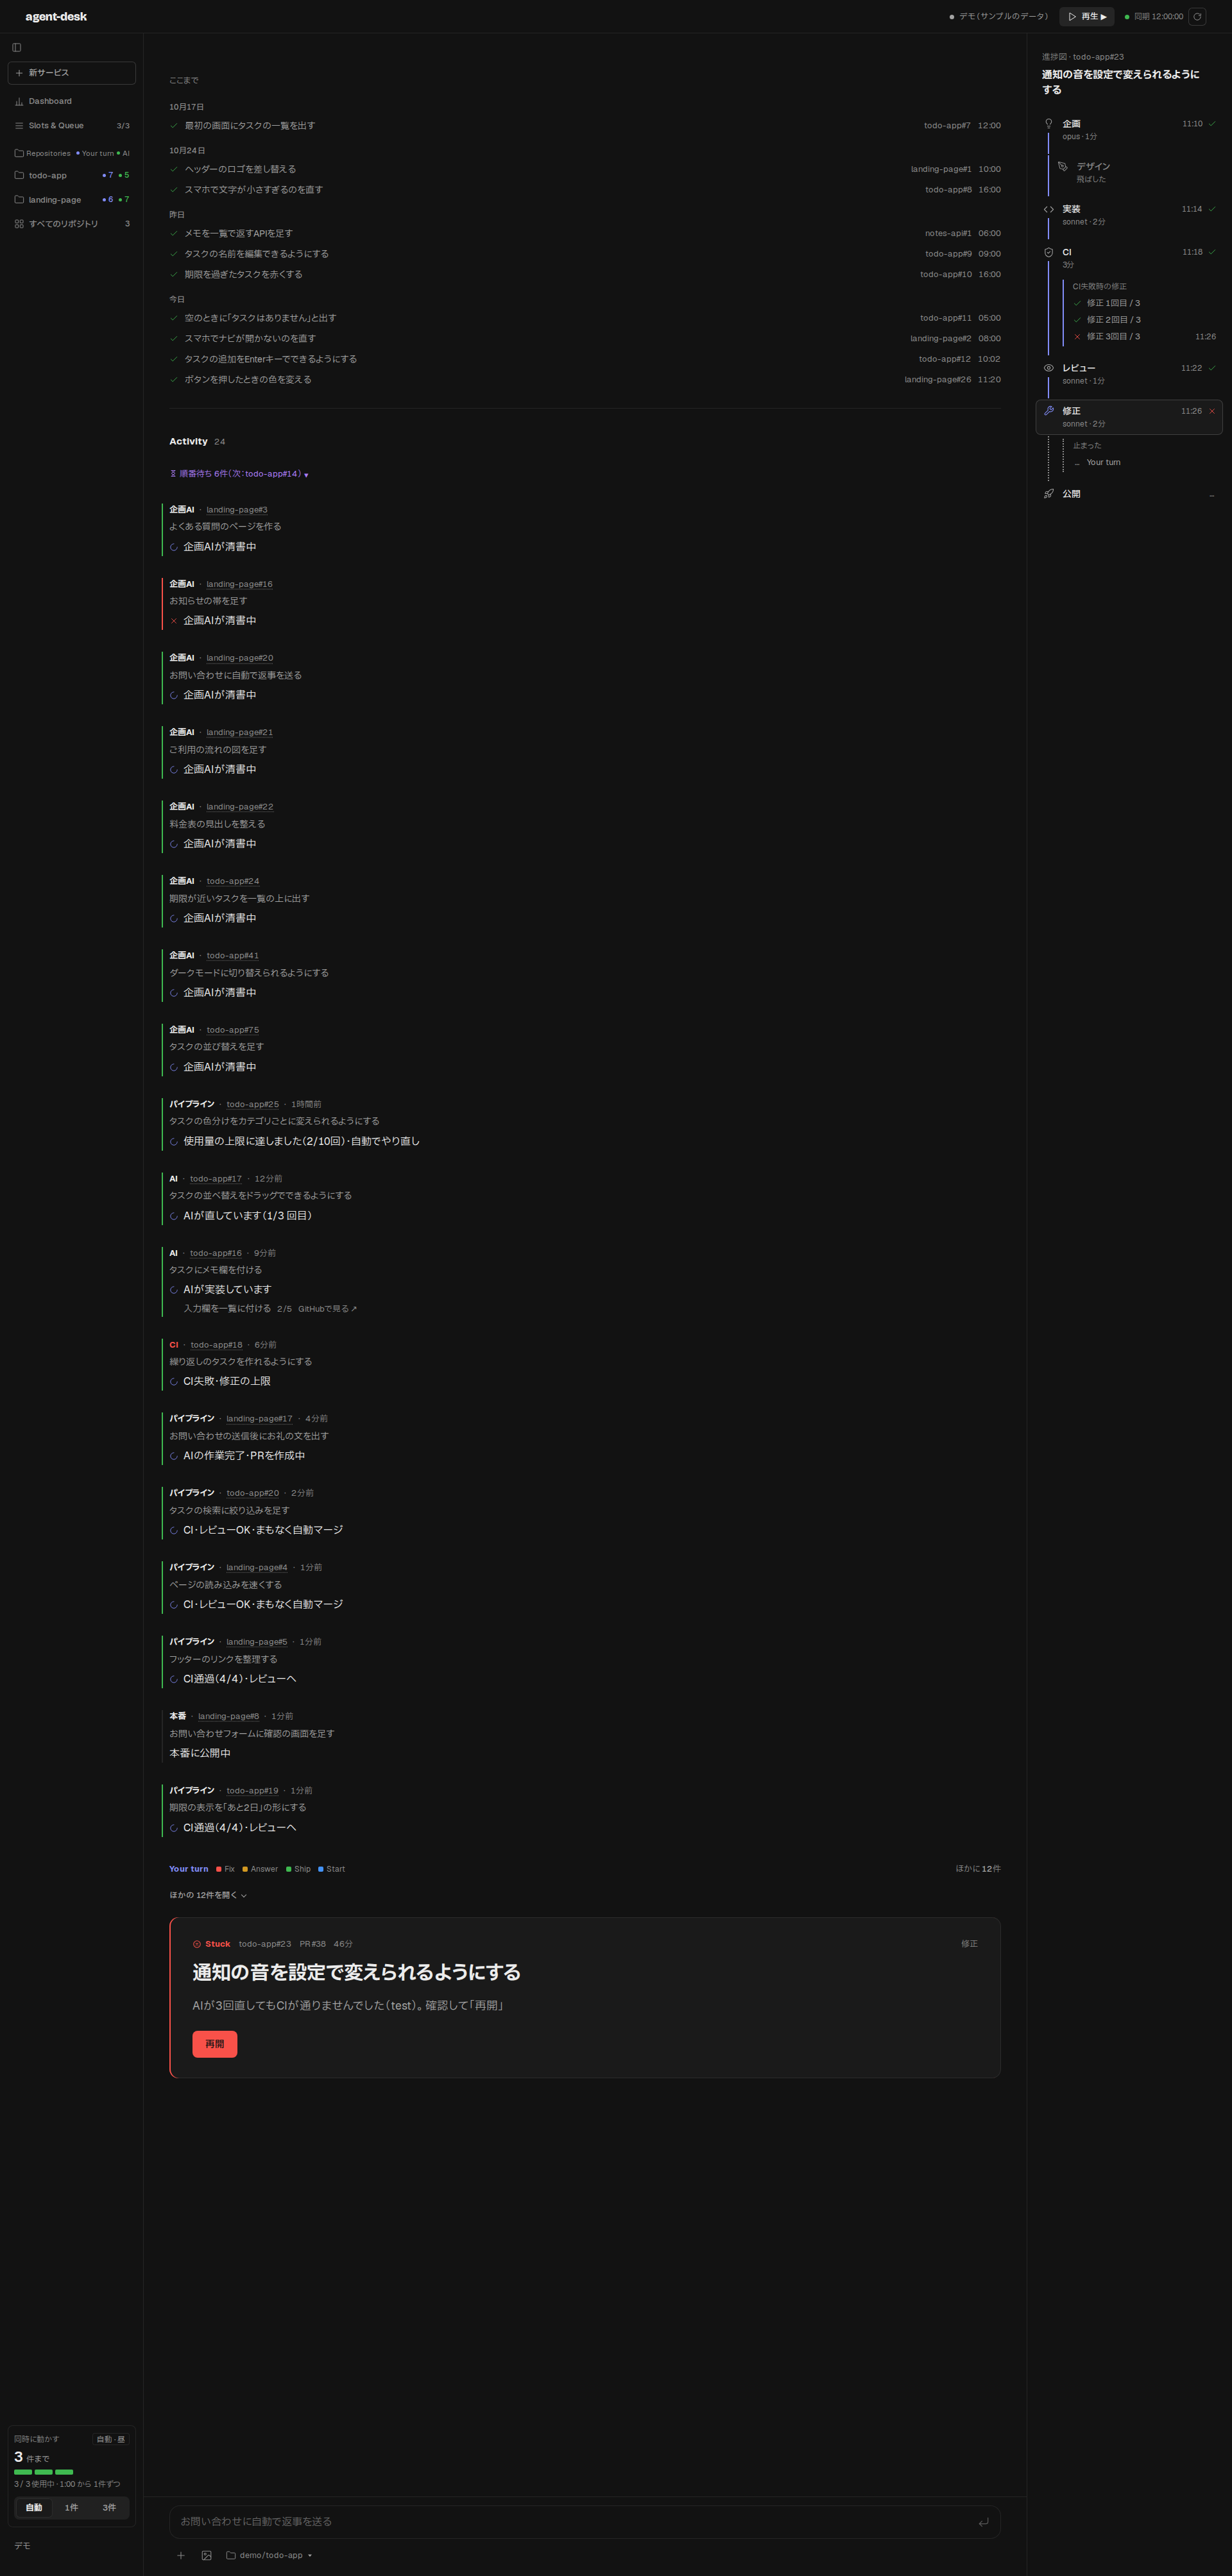 agent-desk
デモ(サンプルのデータ)
再生 ▶
同期 12:00:00
新サービス
Dashboard
Slots & Queue 3/3
Repositories Your turn AI
todo-app 7 5
landing-page 6 7
すべてのリポジトリ 3
ここまで
10月17日
最初の画面にタスクの一覧を出す todo-app#7 12:00
10月24日
ヘッダーのロゴを差し替える landing-page#1 10:00
スマホで文字が小さすぎるのを直す todo-app#8 16:00
昨日
メモを一覧で返すAPIを足す notes-api#1 06:00
タスクの名前を編集できるようにする todo-app#9 09:00
期限を過ぎたタスクを赤くする todo-app#10 16:00
今日
空のときに「タスクはありません」と出す todo-app#11 05:00
スマホでナビが開かないのを直す landing-page#2 08:00
タスクの追加をEnterキーでできるようにする todo-app#12 10:02
ボタンを押したときの色を変える landing-page#26 11:20
Activity 24
順番待ち 6件(次:todo-app#14) ▾
企画AI · landing-page#3
よくある質問のページを作る
企画AIが清書中
企画AI · landing-page#16
お知らせの帯を足す
企画AIが清書中
企画AI · landing-page#20
お問い合わせに自動で返事を送る
企画AIが清書中
企画AI · landing-page#21
ご利用の流れの図を足す
企画AIが清書中
企画AI · landing-page#22
料金表の見出しを整える
企画AIが清書中
企画AI · todo-app#24
期限が近いタスクを一覧の上に出す
企画AIが清書中
企画AI · todo-app#41
ダークモードに切り替えられるようにする
企画AIが清書中
企画AI · todo-app#75
タスクの並び替えを足す
企画AIが清書中
パイプライン · todo-app#25 · 1時間前
タスクの色分けをカテゴリごとに変えられるようにする
使用量の上限に達しました(2/10回)・自動でやり直し
AI · todo-app#17 · 12分前
タスクの並べ替えをドラッグでできるようにする
AIが直しています(1/3 回目)
AI · todo-app#16 · 9分前
タスクにメモ欄を付ける
AIが実装しています
入力欄を一覧に付ける 2/5 GitHubで見る ↗
CI · todo-app#18 · 6分前
繰り返しのタスクを作れるようにする
CI失敗・修正の上限
パイプライン · landing-page#17 · 4分前
お問い合わせの送信後にお礼の文を出す
AIの作業完了・PRを作成中
パイプライン · todo-app#20 · 2分前
タスクの検索に絞り込みを足す
CI・レビューOK・まもなく自動マージ
パイプライン · landing-page#4 · 1分前
ページの読み込みを速くする
CI・レビューOK・まもなく自動マージ
パイプライン · landing-page#5 · 1分前
フッターのリンクを整理する
CI通過(4/4)・レビューへ
本番 · landing-page#8 · 1分前
お問い合わせフォームに確認の画面を足す
本番に公開中
パイプライン · todo-app#19 · 1分前
期限の表示を「あと2日」の形にする
CI通過(4/4)・レビューへ
Your turn Fix Answer Ship Start ほかに 12件
ほかの 12件を開く
Stuck todo-app#23 PR #38 46分 修正
通知の音を設定で変えられるようにする
AIが3回直してもCIが通りませんでした(test)。確認して「再開」
再開
お問い合わせに自動で返事を送る
demo/todo-app
進捗図 · todo-app#23
通知の音を設定で変えられるように
する
企画 11:10
opus · 1分
デザイン
飛ばした
実装 11:14
sonnet · 2分
CI 11:18
3分
CI失敗時の修正
修正 1回目 / 3
修正 2回目 / 3
修正 3回目 / 3 11:26
レビュー 11:22
sonnet · 1分
修正 11:26
sonnet · 2分
止まった
Your turn
公開
同時に動かす 自動 · 昼
3 件まで
3 / 3 使用中 · 1:00 から 1件ずつ
自動 1件 3件
デモ